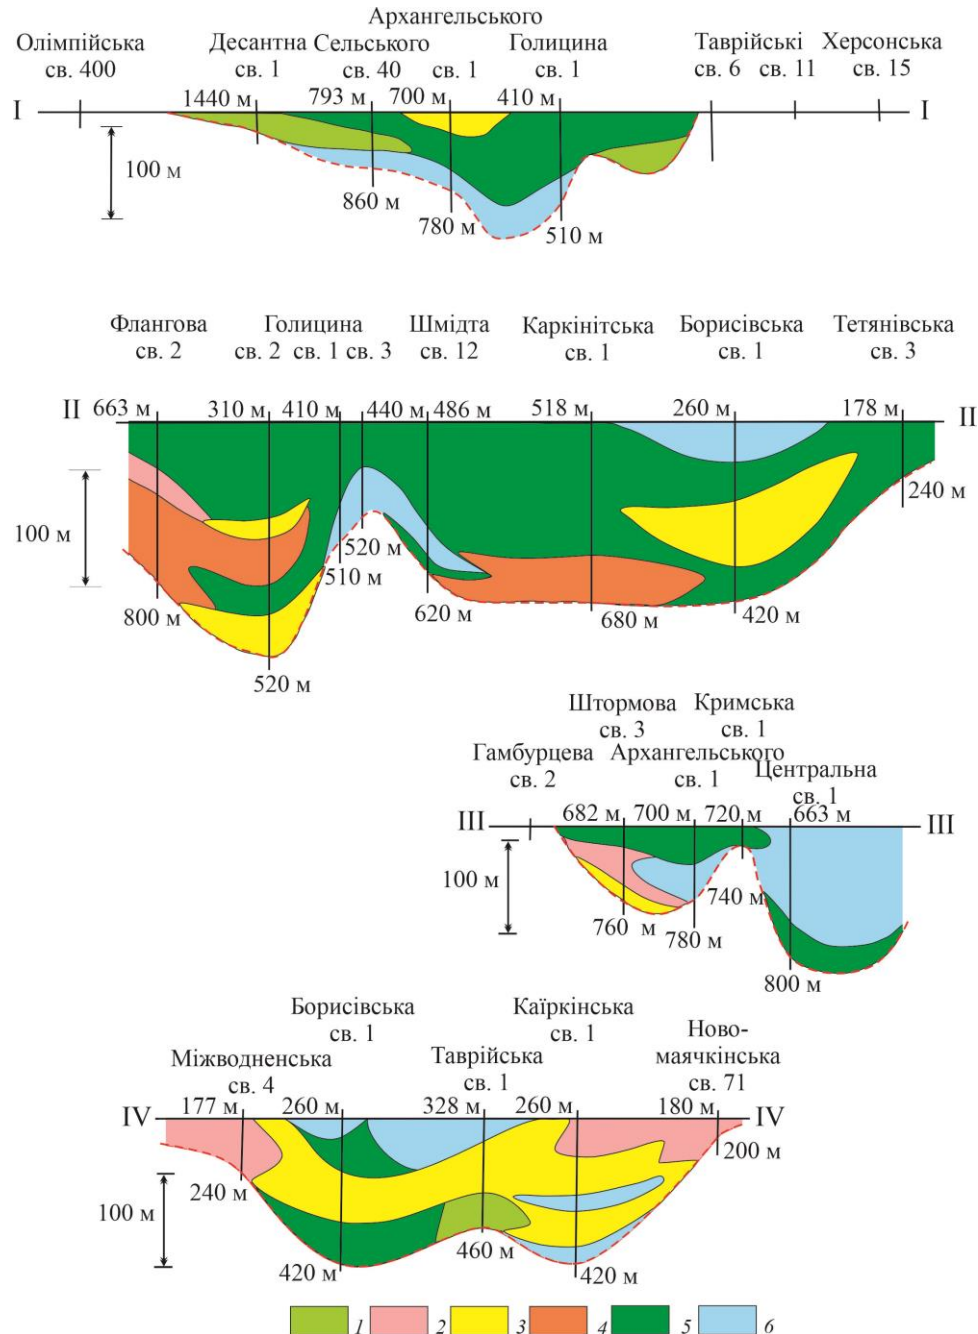 Архангельського
Олімпійська Десантна Сельського Голицина Таврійські Херсонська
св. 400 св. 1 св. 40 св. 1 св. 1 св. 6 св. 11 св. 15
I 1440 м 793 м 700 м 410 м I
100 м
860 м
780 м 510 м
Флангова Голицина Шмідта Каркінітська Борисівська Тетянівська
св. 2 св. 2 св. 1 св. 3 св. 12 св. 1 св. 1 св. 3
II 663 м 310 м 410 м 440 м 486 м 518 м 260 м 178 м II
240 м
100 м
520 м
510 м
800 м 620 м 680 м 420 м
520 м
Штормова Кримська
св. 3 св. 1
Гамбурцева Архангельського Центральна
св. 2 св. 1 св. 1
III 682 м 700 м 720 м 663 м III
100 м
740 м
760 м 780 м
800 м
Борисівська Каїркінська
св. 1 св. 1 Ново-
Міжводненська Таврійська маячкінська
св. 4 св. 1 св. 71
IV 177 м 260 м 328 м 260 м 180 м IV
200 м
240 м
100 м
460 м
420 м 420 м
1 2 3 4 5 6